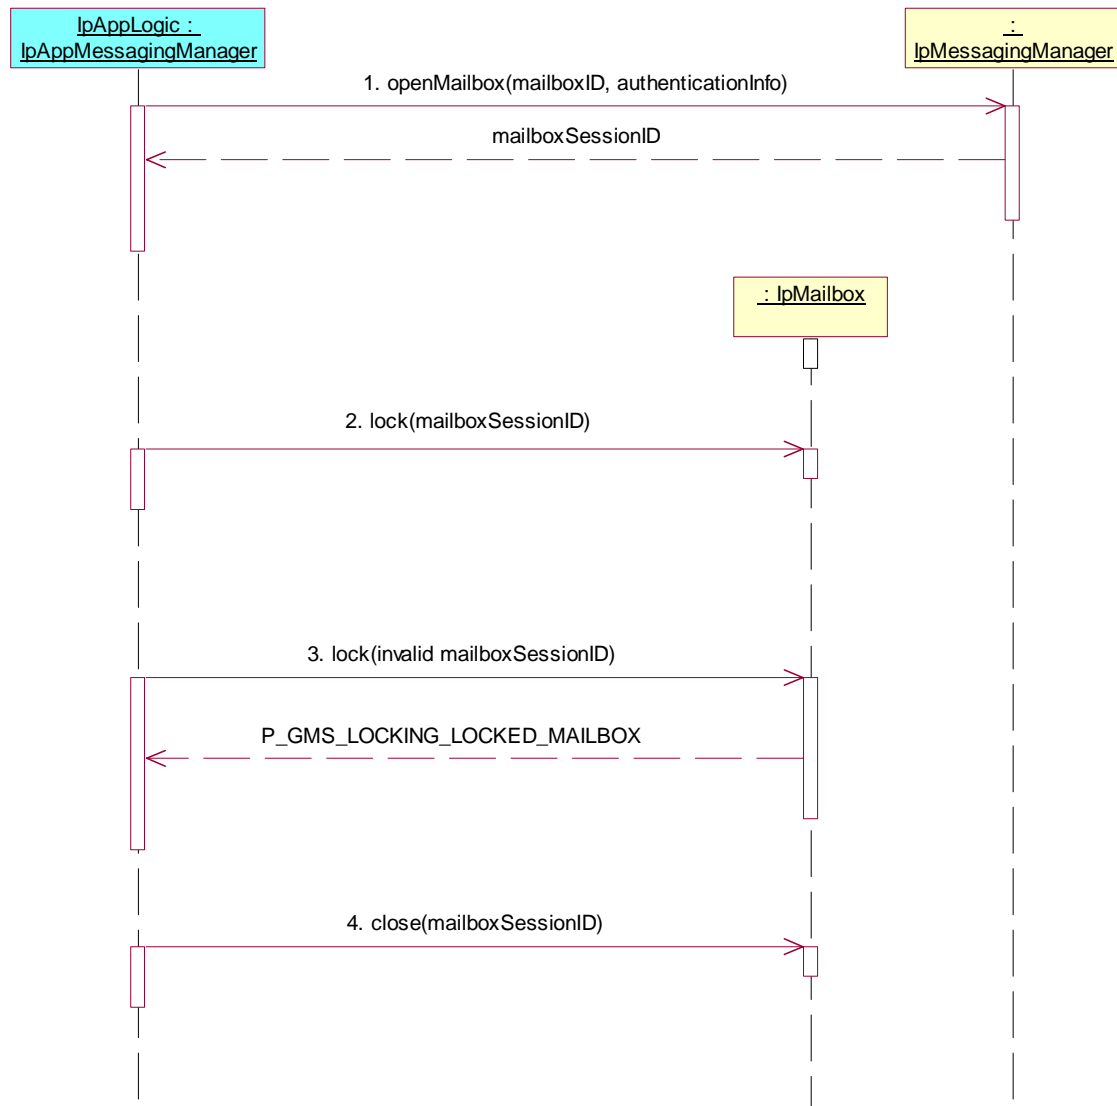 IpAppLogic :
IpAppMessagingManager
:
IpMessagingManager
1. openMailbox(mailboxID, authenticationInfo)
mailboxSessionID
: IpMailbox
2. lock(mailboxSessionID)
3. lock(invalid mailboxSessionID)
P_GMS_LOCKING_LOCKED_MAILBOX
4. close(mailboxSessionID)